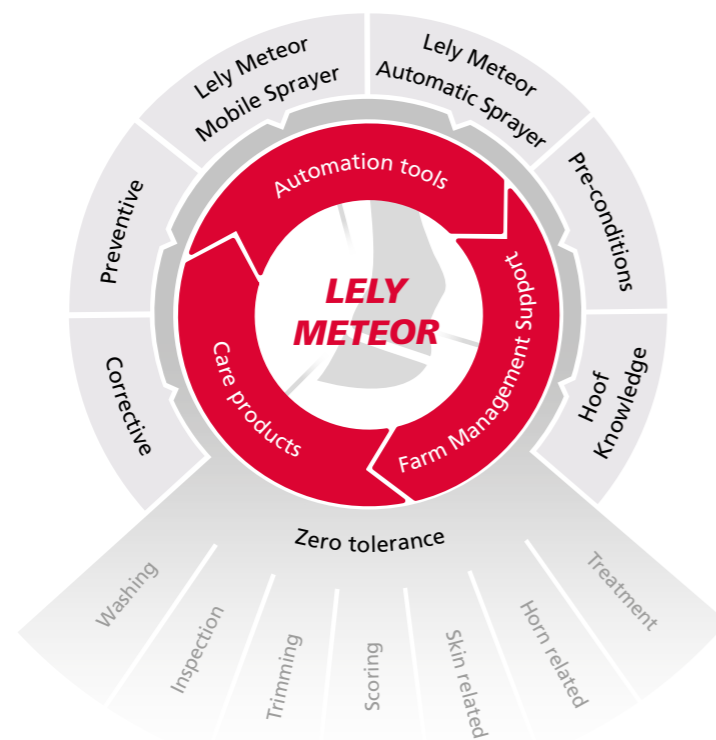 Lely Meteor
Mobile Sprayer
Lely Meteor
Automatic Sprayer
Preventive
Pre-conditions
Corrective
Hoof
Knowledge
Automation tools
Farm Management Support
Care products
LELY
METEOR
Zero tolerance
Washing
Inspection
Trimming
Scoring
Skin related
Horn related
Treatment